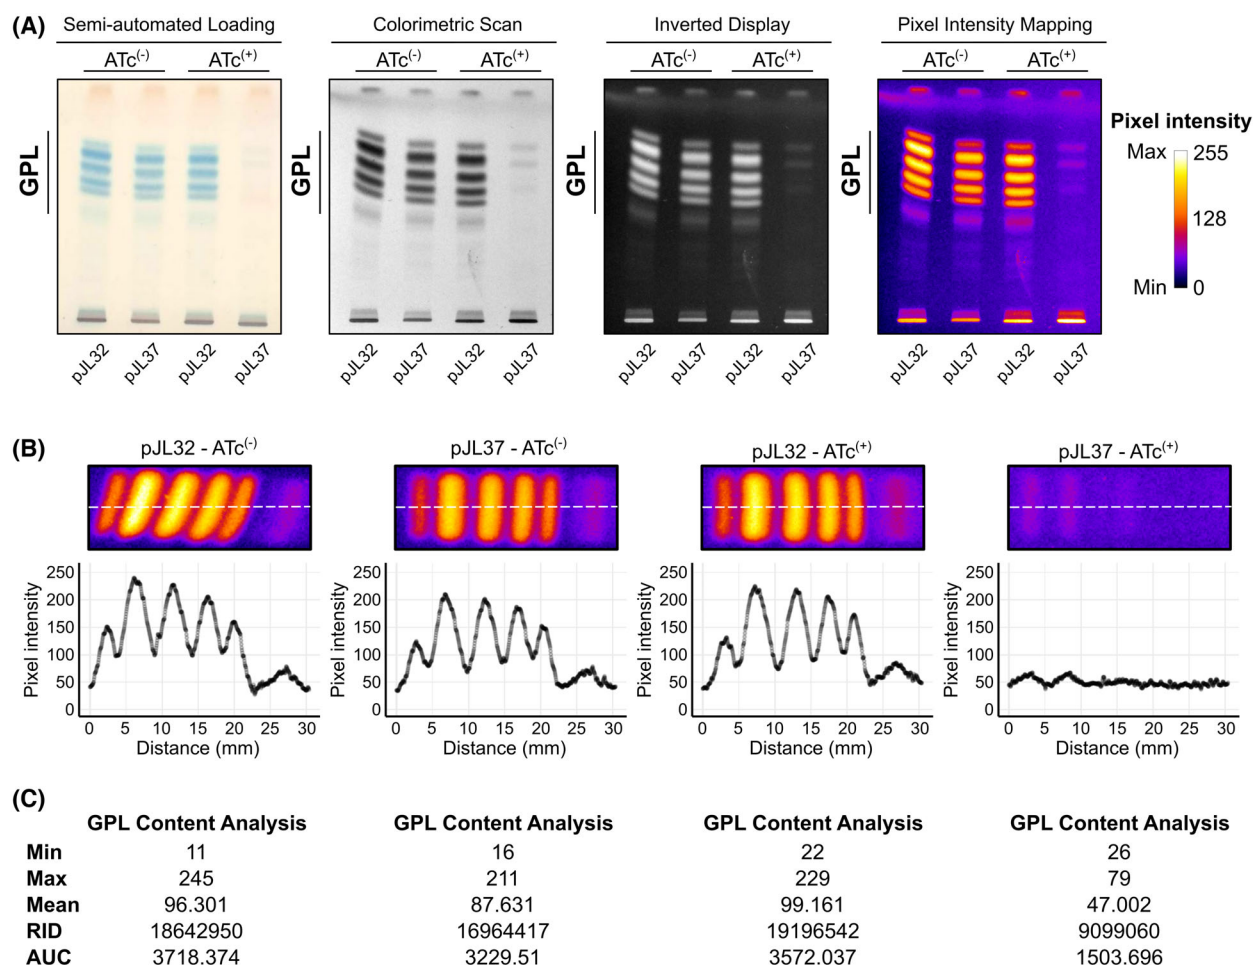 (A)
Semi-automated Loading Colorimetric Scan Inverted Display Pixel Intensity Mapping
ATc(-) ATc(+) ATc(-) ATc(+) ATc(-) ATc(+) ATc(-) ATc(+)
GPL GPL GPL GPL
Pixel intensity
Max 255
128
Min 0
pJL32 pJL37 pJL32 pJL37 pJL32 pJL37 pJL32 pJL37 pJL32 pJL37 pJL32 pJL37 pJL32 pJL37 pJL32 pJL37
(B)
pJL32 - ATc(-) pJL37 - ATc(-) pJL32 - ATc(+) pJL37 - ATc(+)
Pixel intensity Pixel intensity Pixel intensity Pixel intensity
250 250 250 250
200 200 200 200
150 150 150 150
100 100 100 100
50 50 50 50
0 0 0 0
0 5 10 15 20 25 30 0 5 10 15 20 25 30 0 5 10 15 20 25 30 0 5 10 15 20 25 30
Distance (mm) Distance (mm) Distance (mm) Distance (mm)
(C)
GPL Content Analysis GPL Content Analysis GPL Content Analysis GPL Content Analysis
Min 11 16 22 26
Max 245 211 229 79
Mean 96.301 87.631 99.161 47.002
RID 18642950 16964417 19196542 9099060
AUC 3718.374 3229.51 3572.037 1503.696